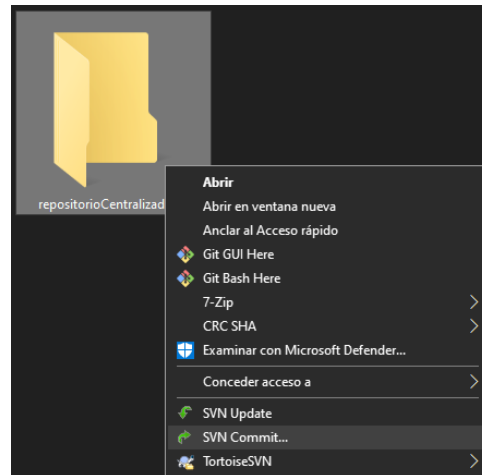 repositorioCentralizad
Abrir
Abrir en ventana nueva
Anclar al Acceso rápido
Git GUI Here
Git Bash Here
7-Zip
CRC SHA
Examinar con Microsoft Defender...
Conceder acceso a
SVN Update
SVN Commit...
TortoiseSVN